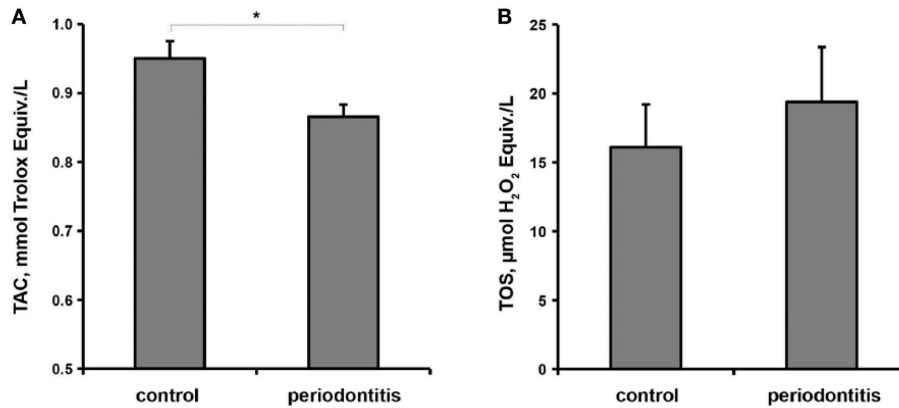 A
TAC, mmol Trolox Equiv./L
1.0
0.9
0.8
0.7
0.6
0.5
*
control periodontitis
B
TOS, µmol H₂O₂ Equiv./L
25
20
15
10
5
0
control periodontitis